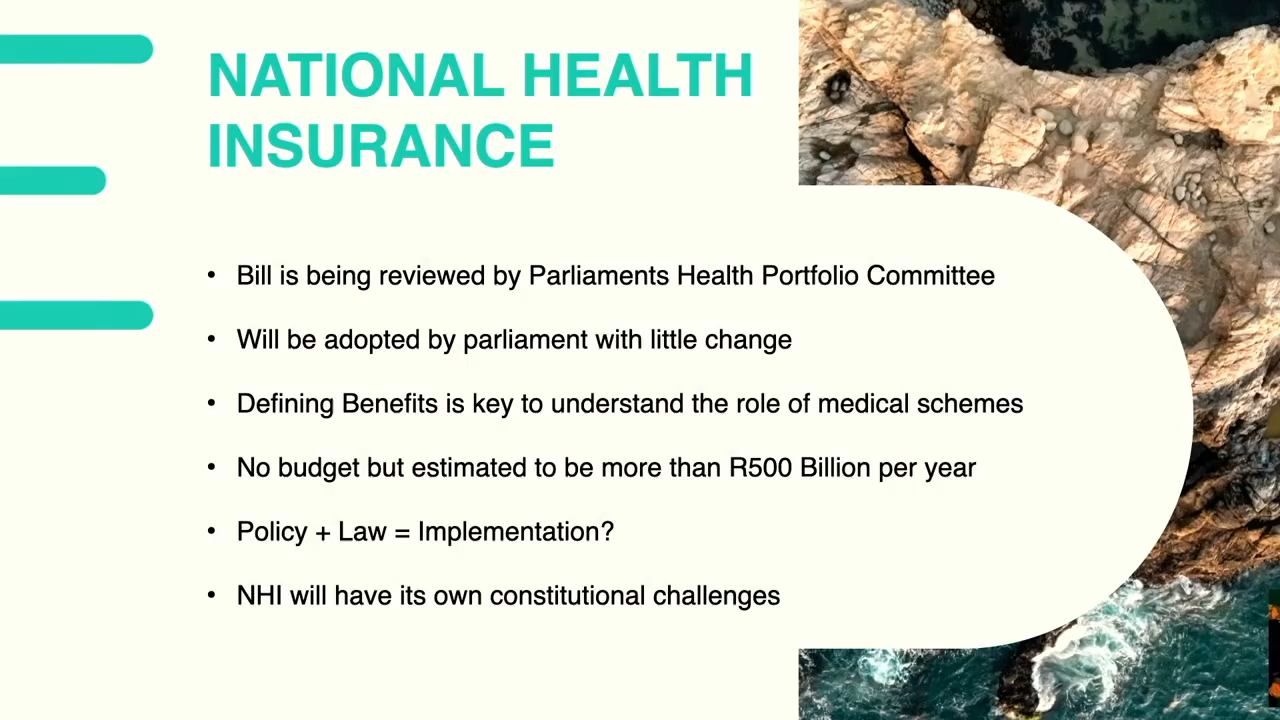 NATIONAL HEALTH
INSURANCE
• Bill is being reviewed by Parliaments Health Portfolio Committee
• Will be adopted by parliament with little change
• Defining Benefits is key to understand the role of medical schemes
• No budget but estimated to be more than R500 Billion per year
• Policy + Law = Implementation?
• NHI will have its own constitutional challenges